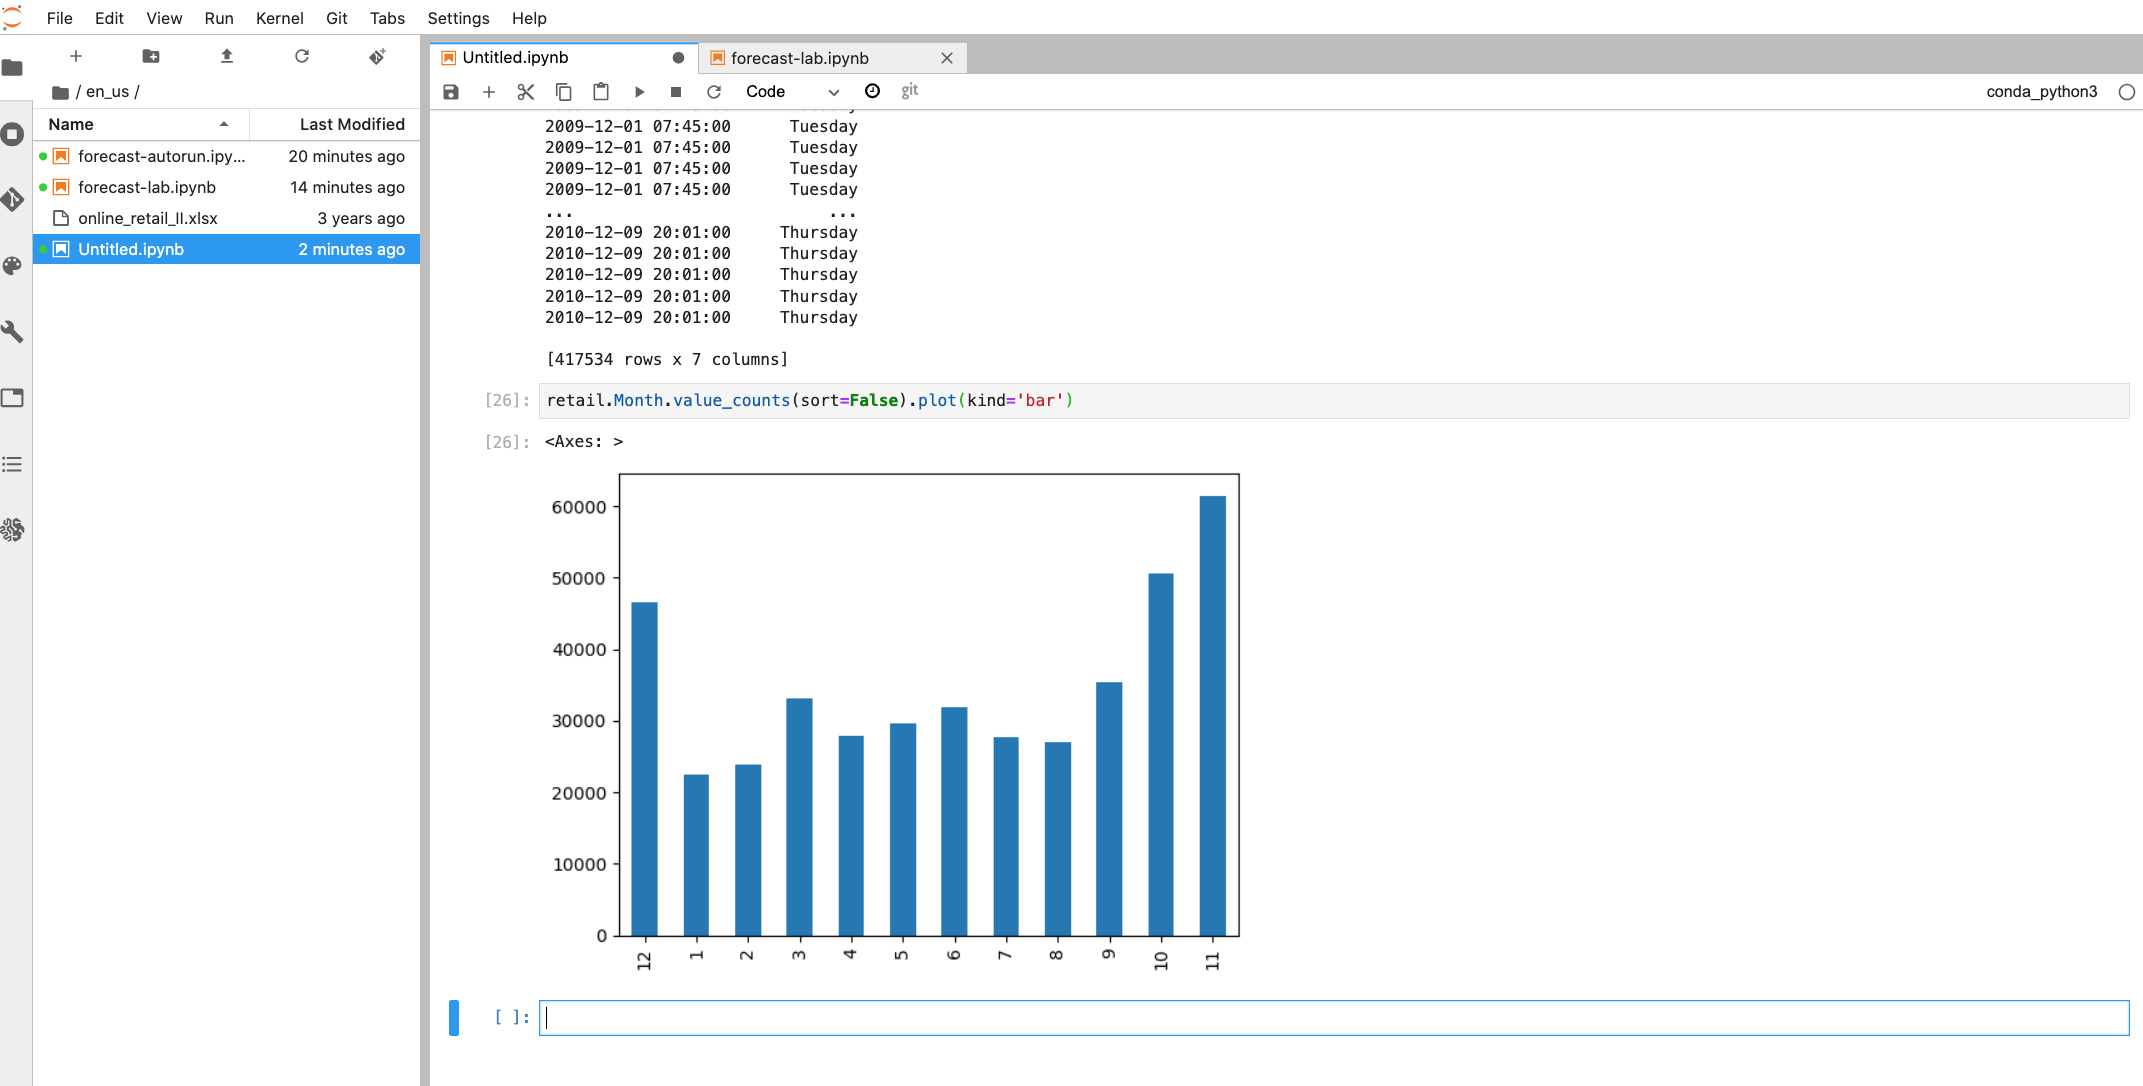 File Edit View Run Kernel Git Tabs Settings Help
/ en_us /
Name Last Modified
forecast-autorun.ipy... 20 minutes ago
forecast-lab.ipynb 14 minutes ago
online_retail_II.xlsx 3 years ago
Untitled.ipynb 2 minutes ago
Untitled.ipynb forecast-lab.ipynb
Code git conda_python3
2009-12-01 07:45:00 Tuesday
2009-12-01 07:45:00 Tuesday
2009-12-01 07:45:00 Tuesday
2009-12-01 07:45:00 Tuesday
... ...
2010-12-09 20:01:00 Thursday
2010-12-09 20:01:00 Thursday
2010-12-09 20:01:00 Thursday
2010-12-09 20:01:00 Thursday
2010-12-09 20:01:00 Thursday
[417534 rows x 7 columns]
[26]: retail.Month.value_counts(sort=False).plot(kind='bar')
[26]: <Axes: >
60000
50000
40000
30000
20000
10000
0
12 1 2 3 4 5 6 7 8 9 10 11
[ ]: